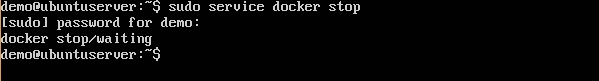 demo@ubuntuserver:~$ sudo service docker stop
[sudo] password for demo:
docker stop/waiting
demo@ubuntuserver:~$